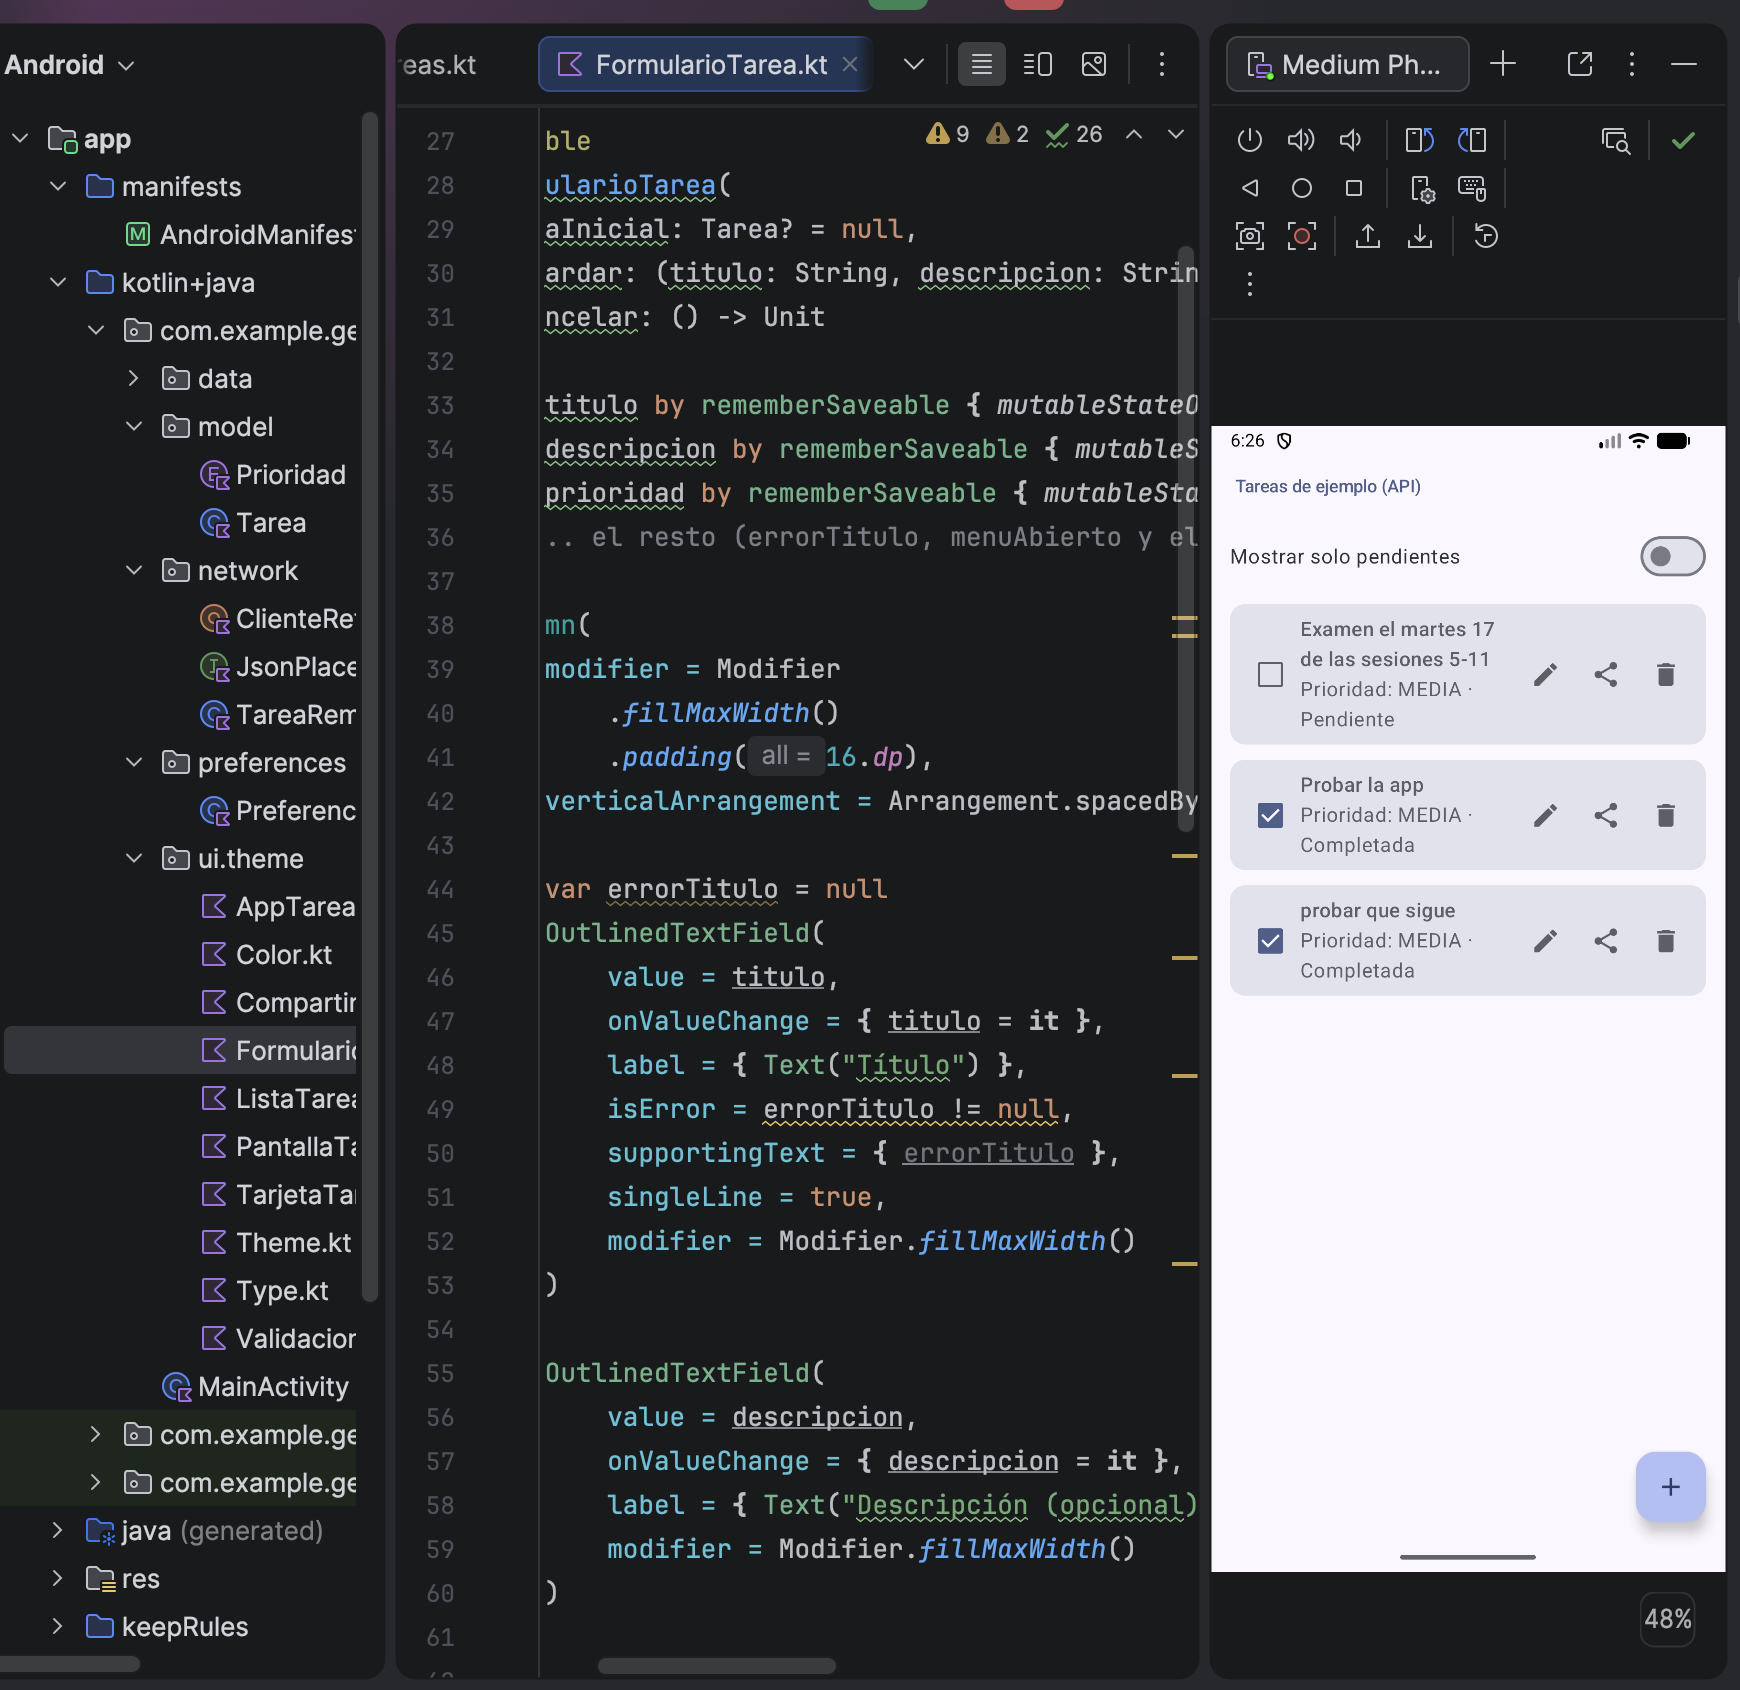 Android
app
manifests
AndroidManifes
kotlin+java
com.example.ge
data
model
Prioridad
Tarea
network
ClienteRe
JsonPlace
TareaRem
preferences
Preferenc
ui.theme
AppTarea
Color.kt
Compartir
Formulario
ListaTarea
PantallaTa
TarjetaTar
Theme.kt
Type.kt
Validacion
MainActivity
com.example.ge
com.example.ge
java (generated)
res
keepRules
eas.kt
FormularioTarea.kt
9 2 26
27 ble
28 ularioTarea(
29 aInicial: Tarea? = null,
30 ardar: (titulo: String, descripcion: Strin
31 ncelar: () -> Unit
32
33 titulo by rememberSaveable { mutableStateO
34 descripcion by rememberSaveable { mutableS
35 prioridad by rememberSaveable { mutableSta
36 .. el resto (errorTitulo, menuAbierto y el
37
38 mn(
39 modifier = Modifier
40 .fillMaxWidth()
41 .padding( all = 16.dp),
42 verticalArrangement = Arrangement.spacedBy
43
44 var errorTitulo = null
45 OutlinedTextField(
46 value = titulo,
47 onValueChange = { titulo = it },
48 label = { Text("Título") },
49 isError = errorTitulo != null,
50 supportingText = { errorTitulo },
51 singleLine = true,
52 modifier = Modifier.fillMaxWidth()
53 )
54
55 OutlinedTextField(
56 value = descripcion,
57 onValueChange = { descripcion = it },
58 label = { Text("Descripción (opcional)
59 modifier = Modifier.fillMaxWidth()
60 )
61
Medium Ph...
6:26
Tareas de ejemplo (API)
Mostrar solo pendientes
Examen el martes 17
de las sesiones 5-11
Prioridad: MEDIA ·
Pendiente
Probar la app
Prioridad: MEDIA ·
Completada
probar que sigue
Prioridad: MEDIA ·
Completada
+
48%